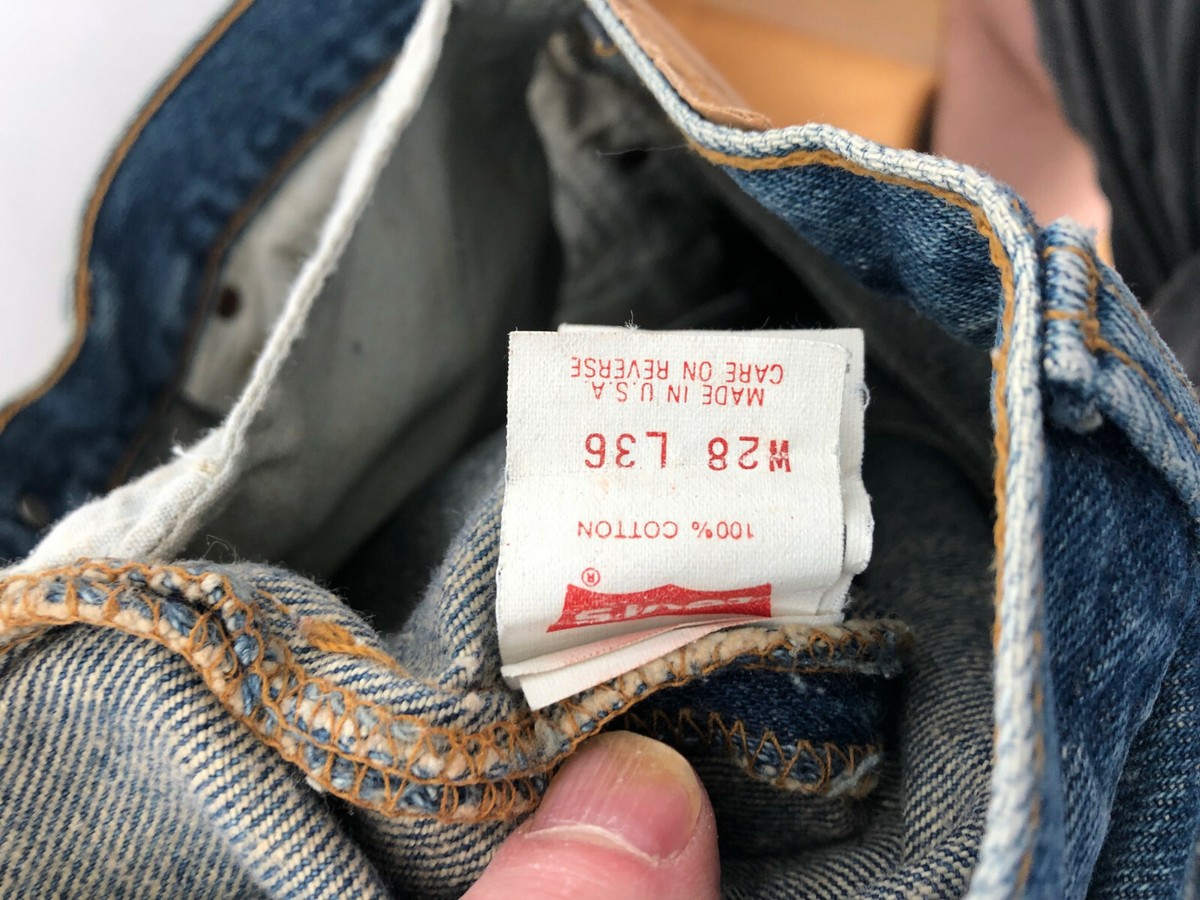 LEVI'S ®
100% COTTON
W28 L36
MADE IN U.S.A.
CARE ON REVERSE